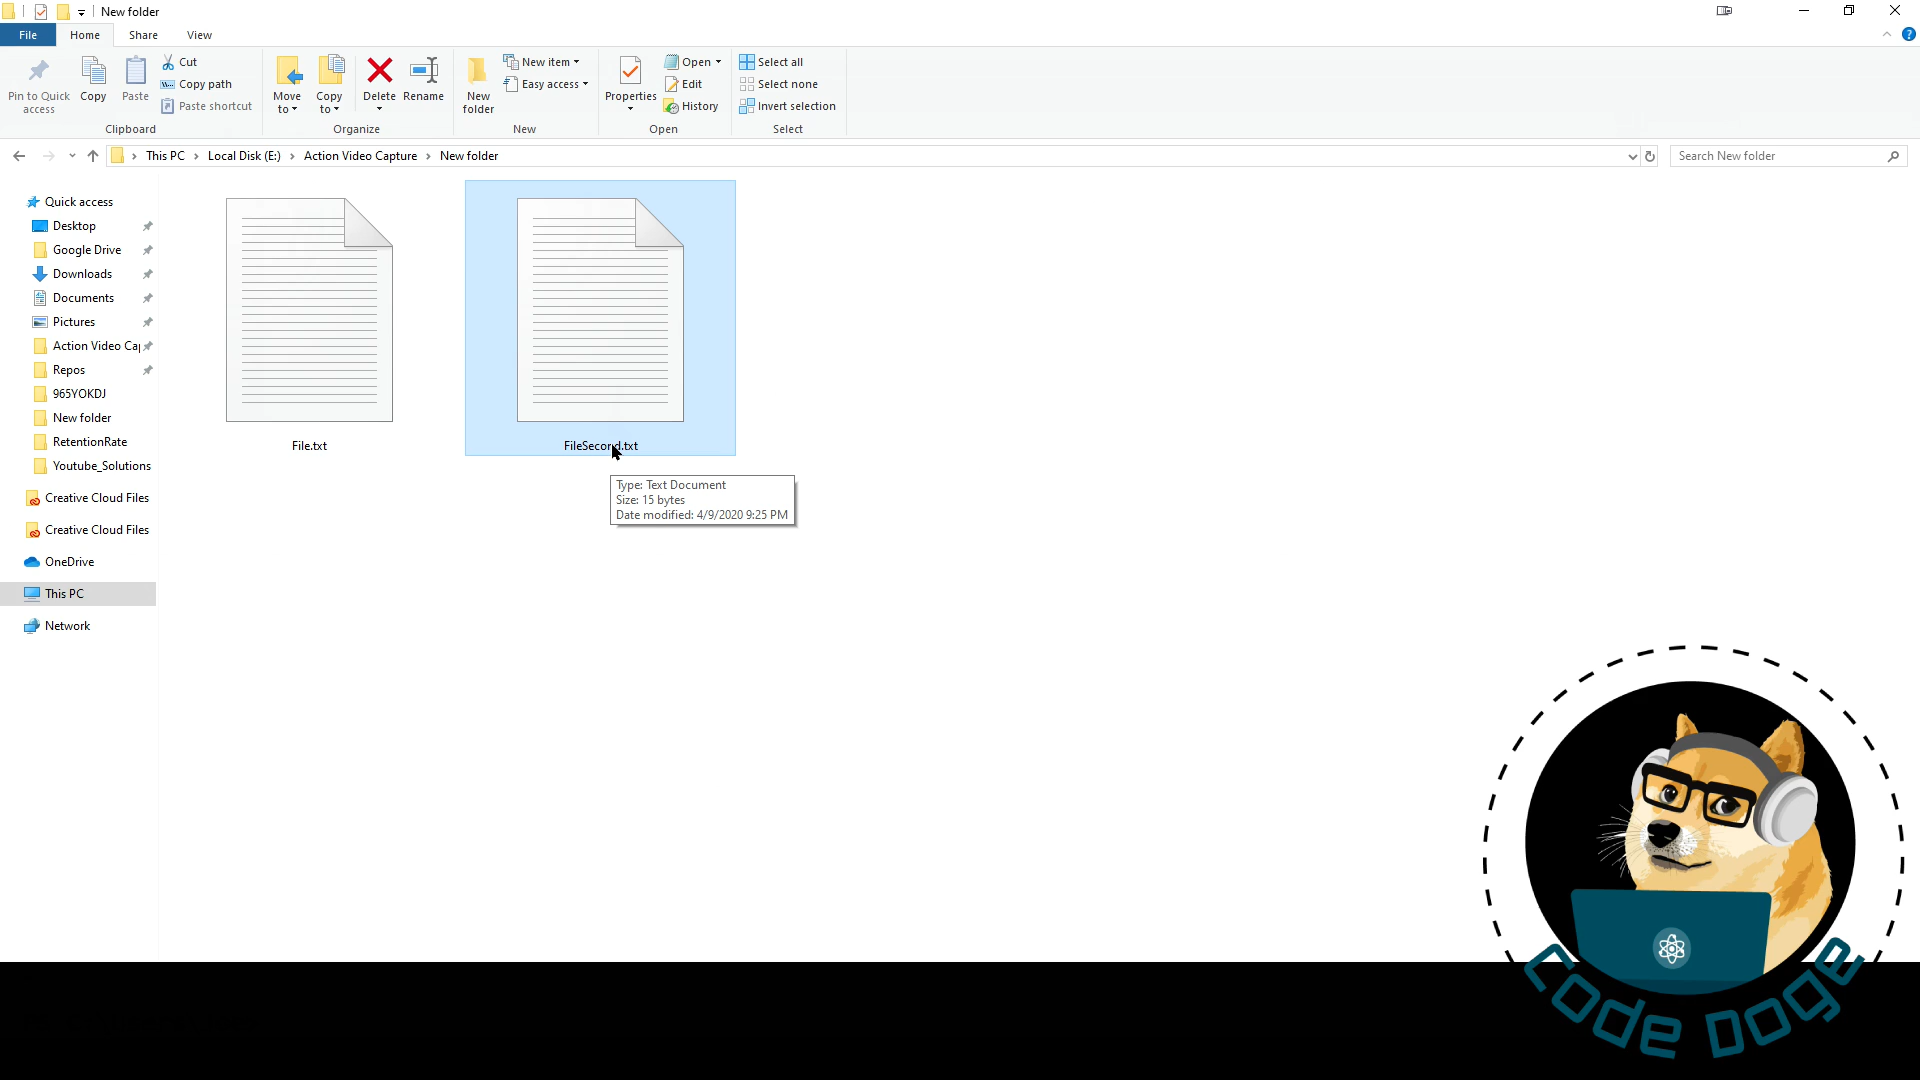 New folder
File Home Share View
Pin to Quick access
Copy
Paste
Cut
Copy path
Paste shortcut
Clipboard
Move to
Copy to
Delete
Rename
Organize
New folder
New item
Easy access
New
Properties
Open
Edit
History
Open
Select all
Select none
Invert selection
Select
This PC > Local Disk (E:) > Action Video Capture > New folder
Search New folder
Quick access
Desktop
Google Drive
Downloads
Documents
Pictures
Action Video Ca
Repos
965YOKDJ
New folder
RetentionRate
Youtube_Solutions
Creative Cloud Files
Creative Cloud Files
OneDrive
This PC
Network
File.txt
FileSecond.txt
Type: Text Document
Size: 15 bytes
Date modified: 4/9/2020 9:25 PM
Code Doge